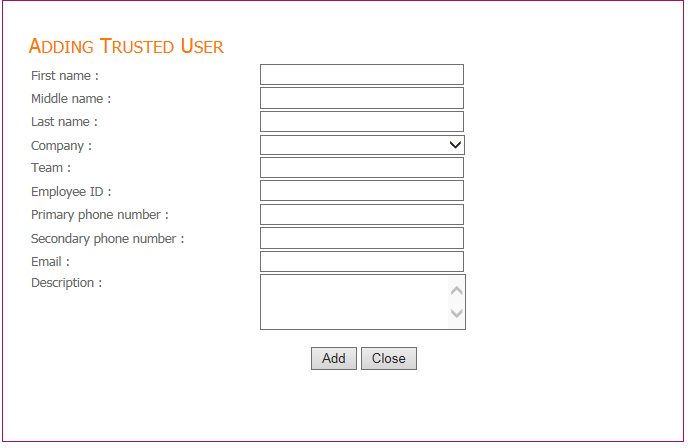 Adding Trusted User
First name :
Middle name :
Last name :
Company :
Team :
Employee ID :
Primary phone number :
Secondary phone number :
Email :
Description :
Add Close